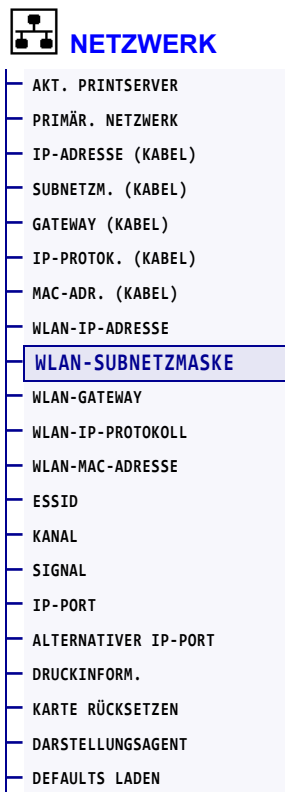 NETZWERK
AKT. PRINTSERVER
PRIMÄR. NETZWERK
IP-ADRESSE (KABEL)
SUBNETZM. (KABEL)
GATEWAY (KABEL)
IP-PROTOK. (KABEL)
MAC-ADR. (KABEL)
WLAN-IP-ADRESSE
WLAN-SUBNETZMASKE
WLAN-GATEWAY
WLAN-IP-PROTOKOLL
WLAN-MAC-ADRESSE
ESSID
KANAL
SIGNAL
IP-PORT
ALTERNATIVER IP-PORT
DRUCKINFORM.
KARTE RÜCKSETZEN
DARSTELLUNGSAGENT
DEFAULTS LADEN